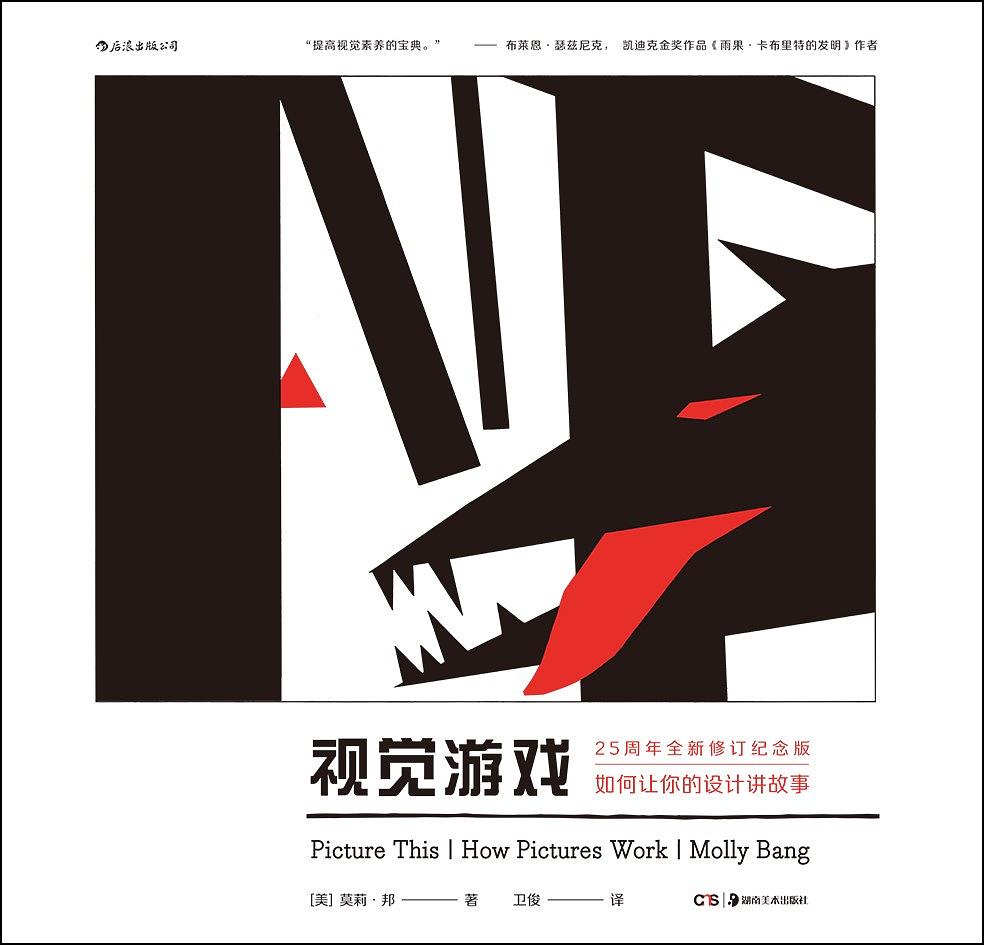 后浪出版公司
“提高视觉素养的宝典。” —— 布莱恩·瑟兹尼克， 凯迪克金奖作品《雨果·卡布里特的发明》作者
视觉游戏
25周年全新修订纪念版
如何让你的设计讲故事
Picture This | How Pictures Work | Molly Bang
[美] 莫莉·邦 —— 著 卫俊 —— 译
CTS | 湖南美术出版社